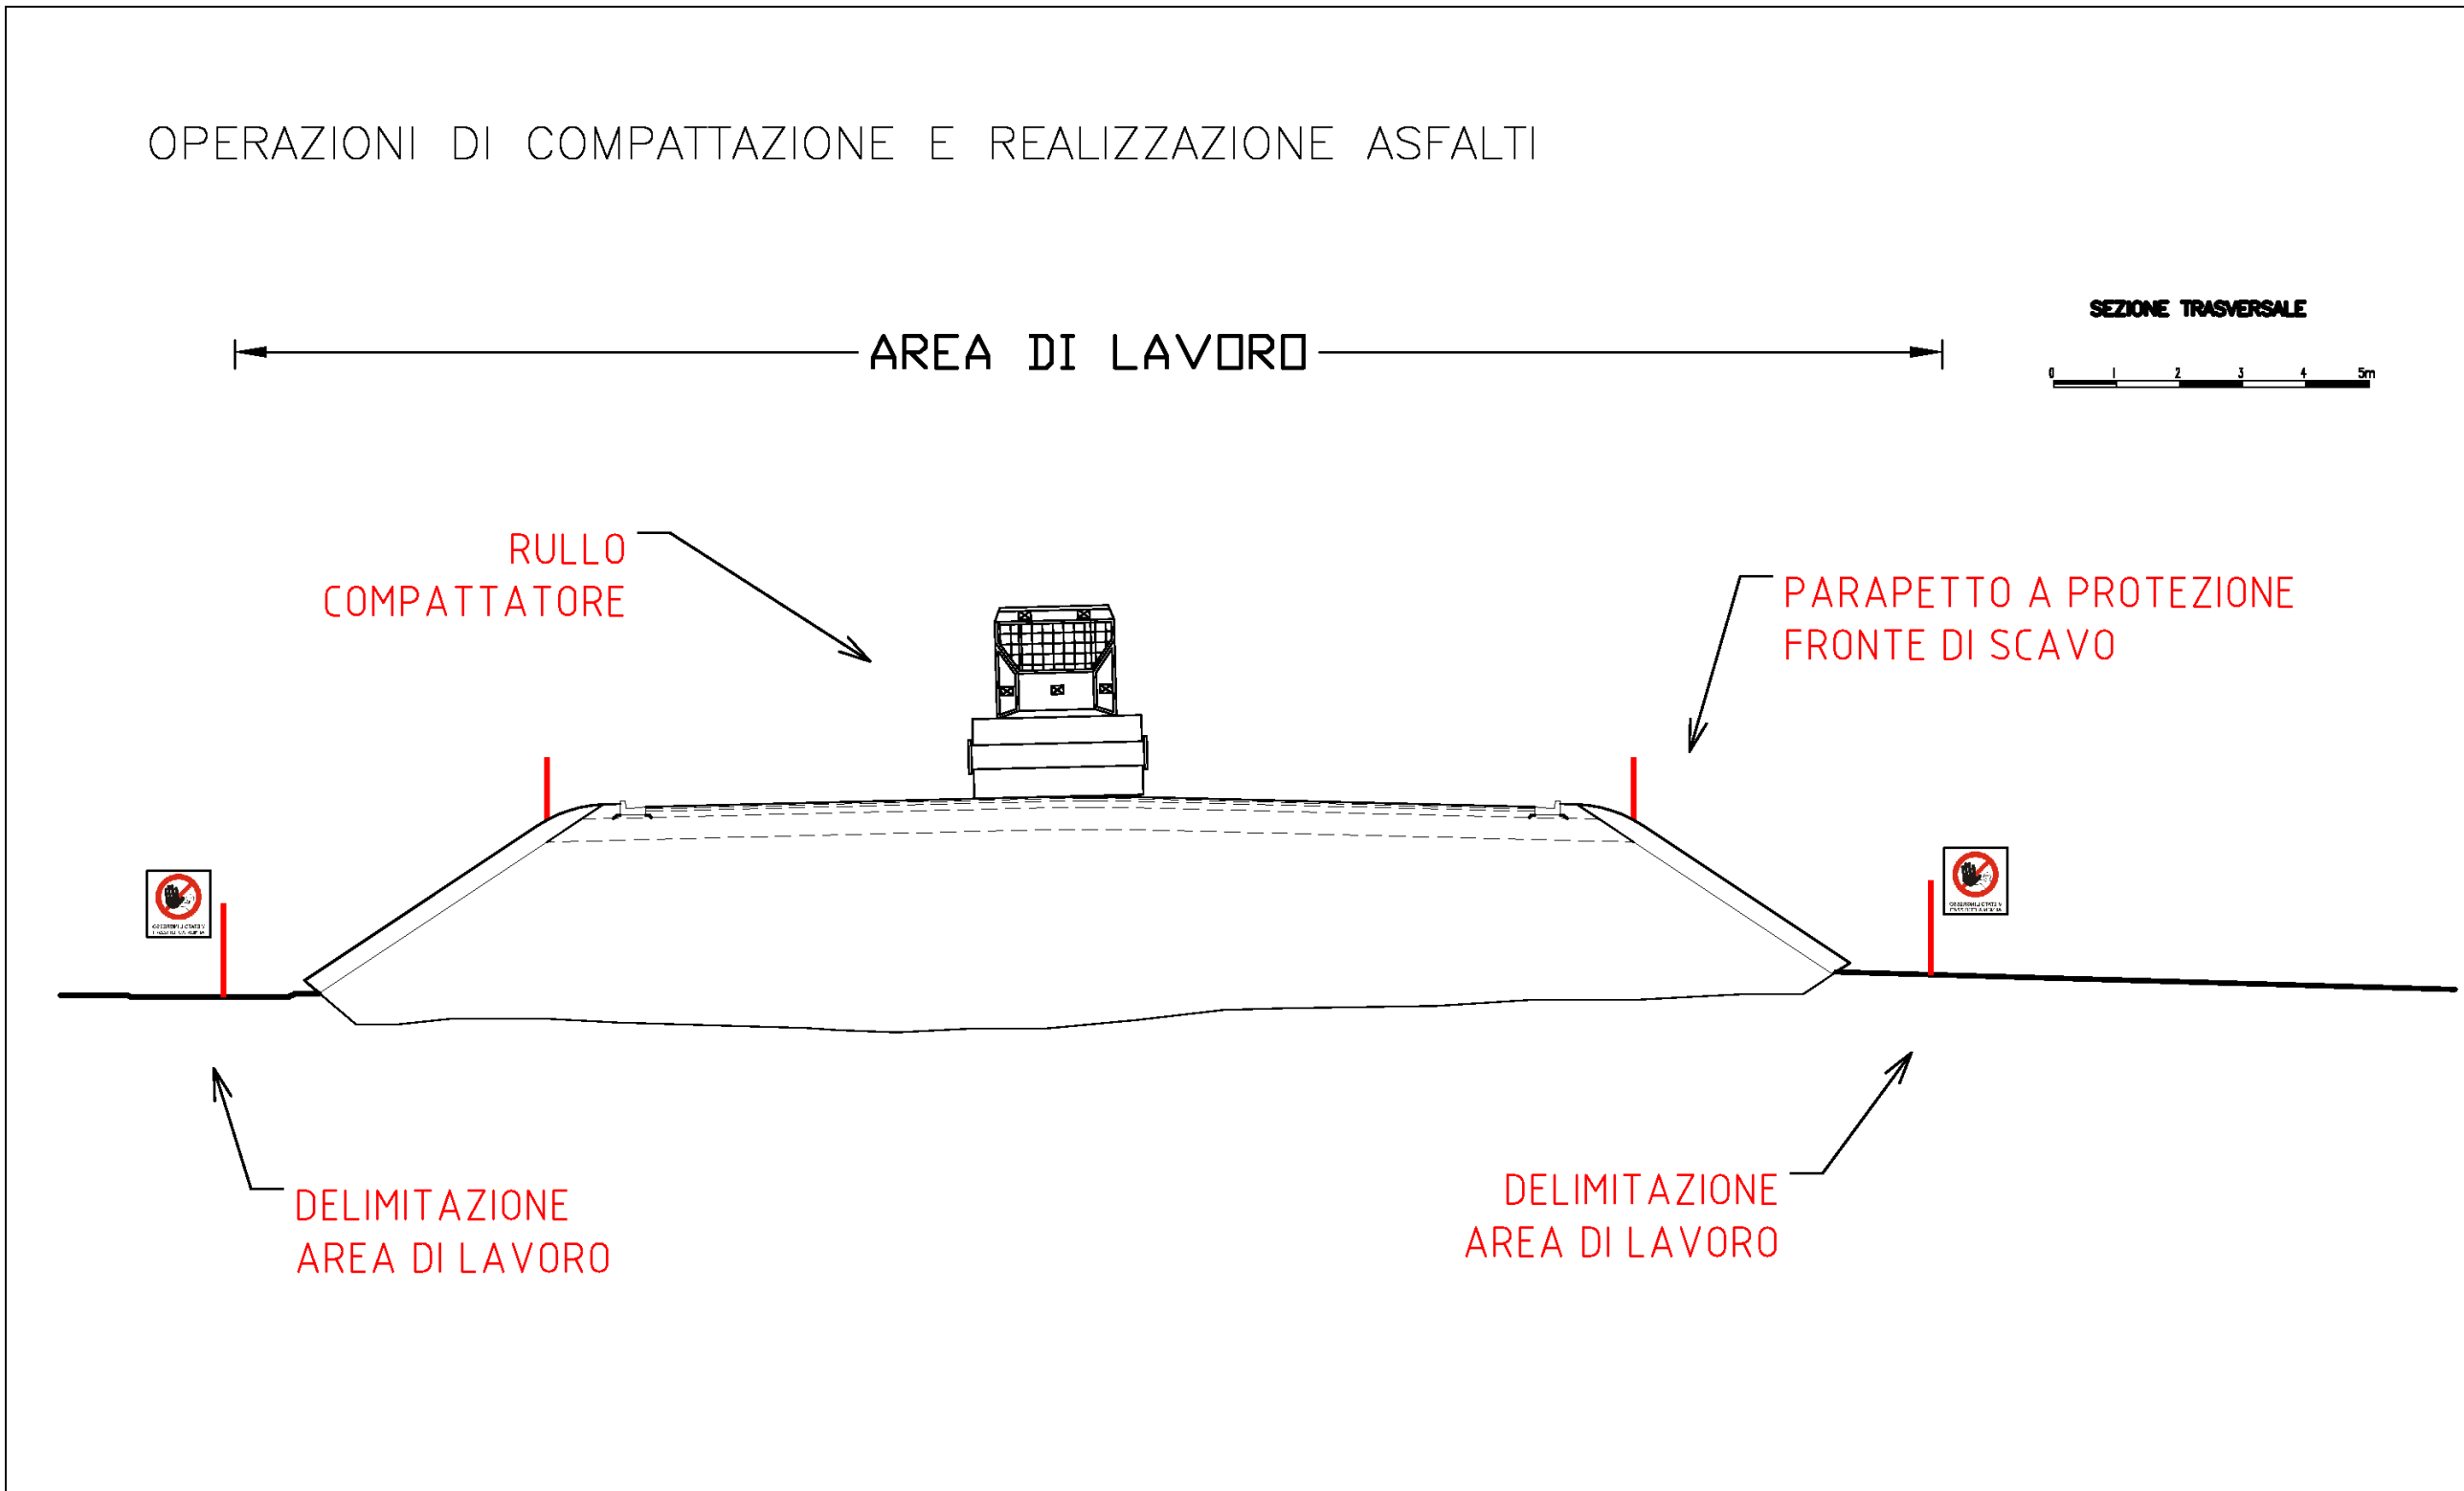 OPERAZIONI DI COMPATTAZIONE E REALIZZAZIONE ASFALTI
SEZIONE TRASVERSALE
AREA DI LAVORO
0 1 2 3 4 5m
RULLO
COMPATTATORE
PARAPETTO A PROTEZIONE
FRONTE DI SCAVO
DELIMITAZIONE
AREA DI LAVORO
DELIMITAZIONE
AREA DI LAVORO